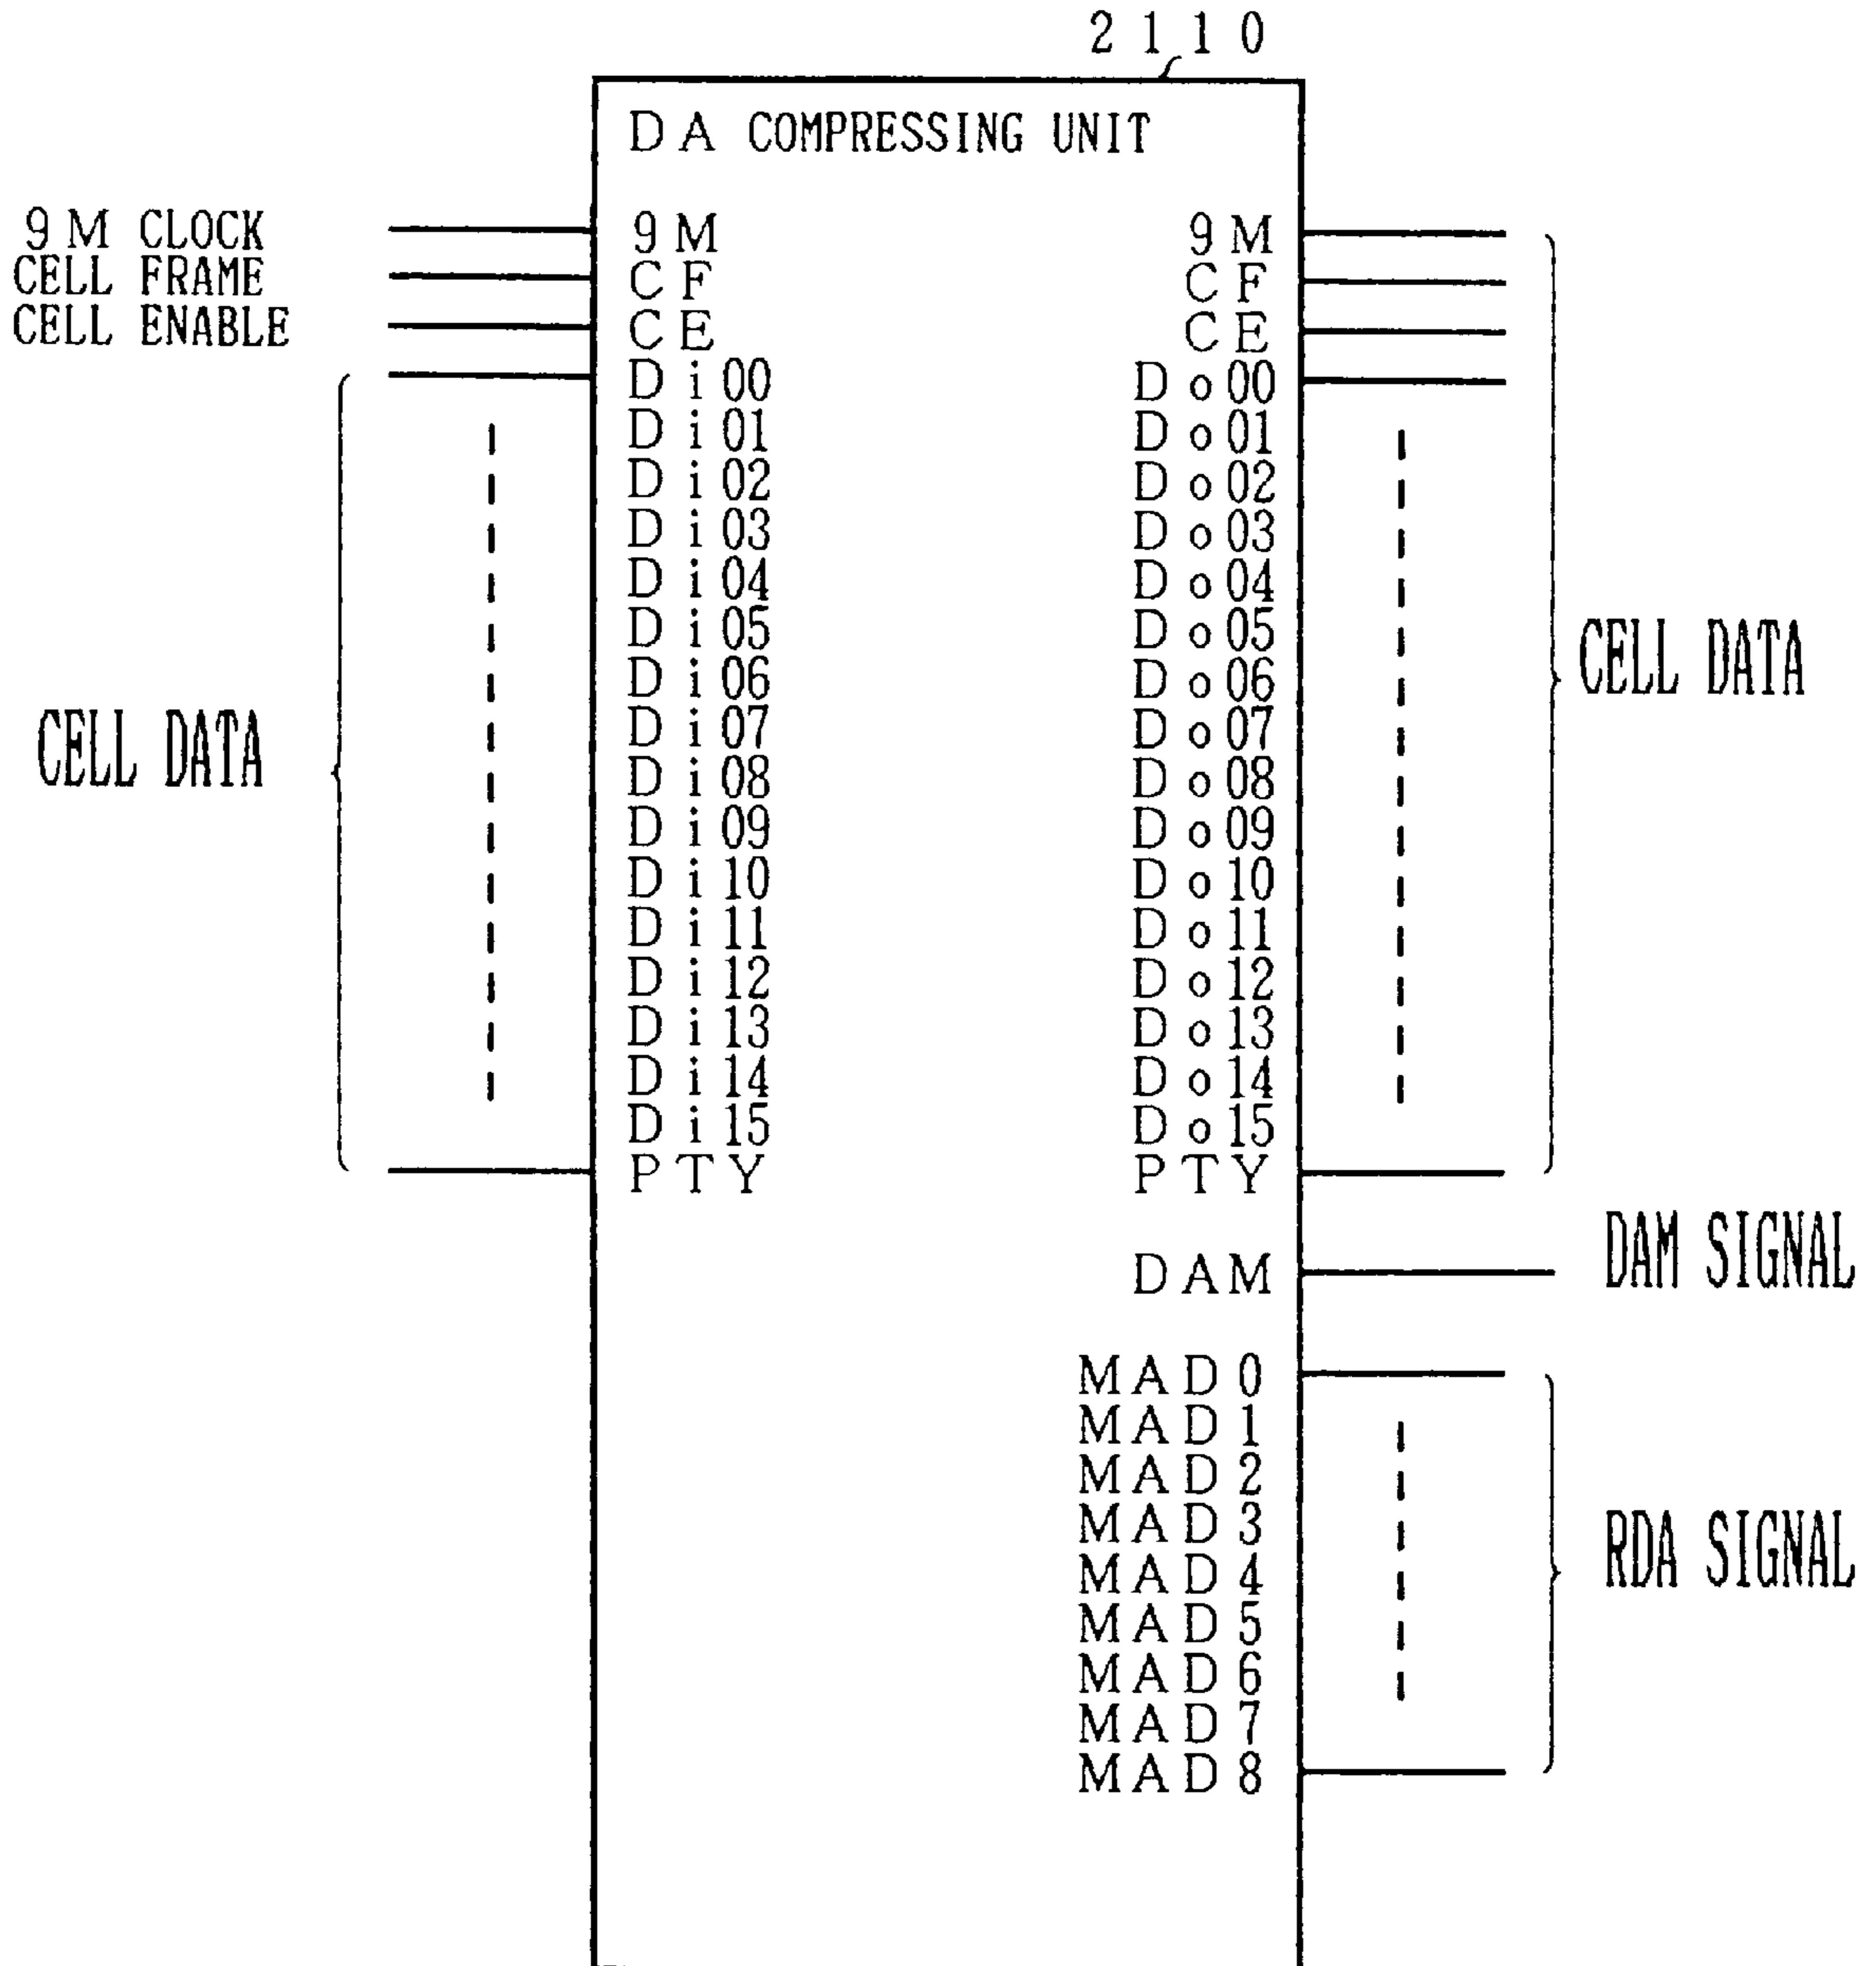 2110
DA COMPRESSING UNIT
9M CLOCK
CELL FRAME
CELL ENABLE
CELL DATA
9M
CF
CE
Di00
Di01
Di02
Di03
Di04
Di05
Di06
Di07
Di08
Di09
Di10
Di11
Di12
Di13
Di14
Di15
PTY
9M
CF
CE
Do00
Do01
Do02
Do03
Do04
Do05
Do06
Do07
Do08
Do09
Do10
Do11
Do12
Do13
Do14
Do15
PTY
DAM
MAD0
MAD1
MAD2
MAD3
MAD4
MAD5
MAD6
MAD7
MAD8
CELL DATA
DAM SIGNAL
RDA SIGNAL